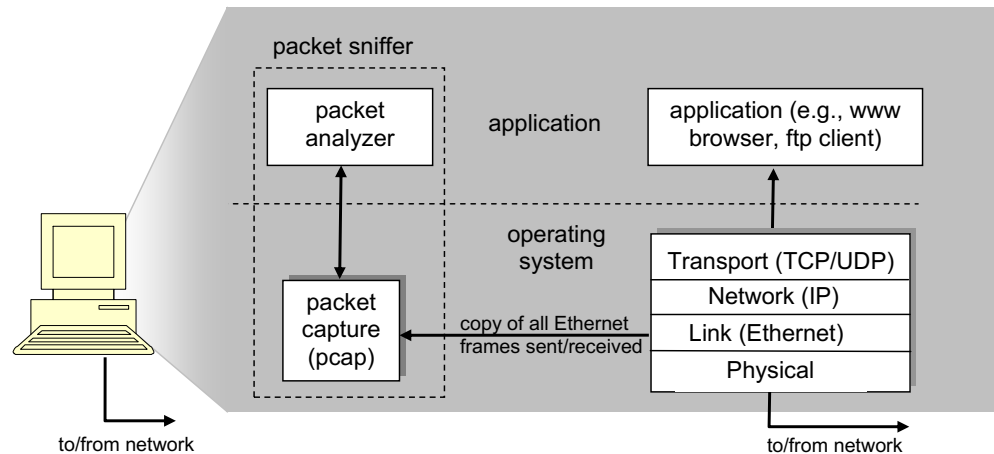 packet sniffer
packet
analyzer
application
application (e.g., www
browser, ftp client)
operating
system
packet
capture
(pcap)
copy of all Ethernet
frames sent/received
Transport (TCP/UDP)
Network (IP)
Link (Ethernet)
Physical
to/from network
to/from network